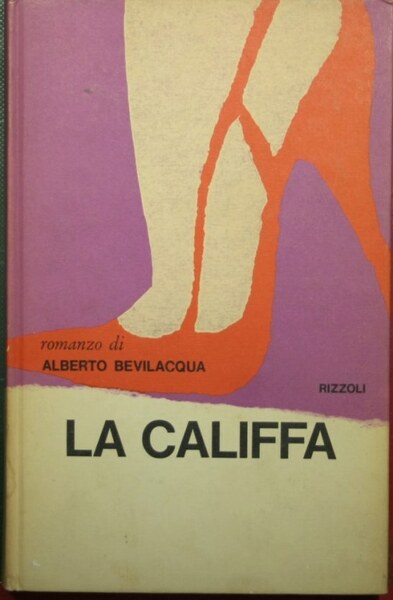 romanzo di
ALBERTO BEVILACQUA
RIZZOLI
LA CALIFFA